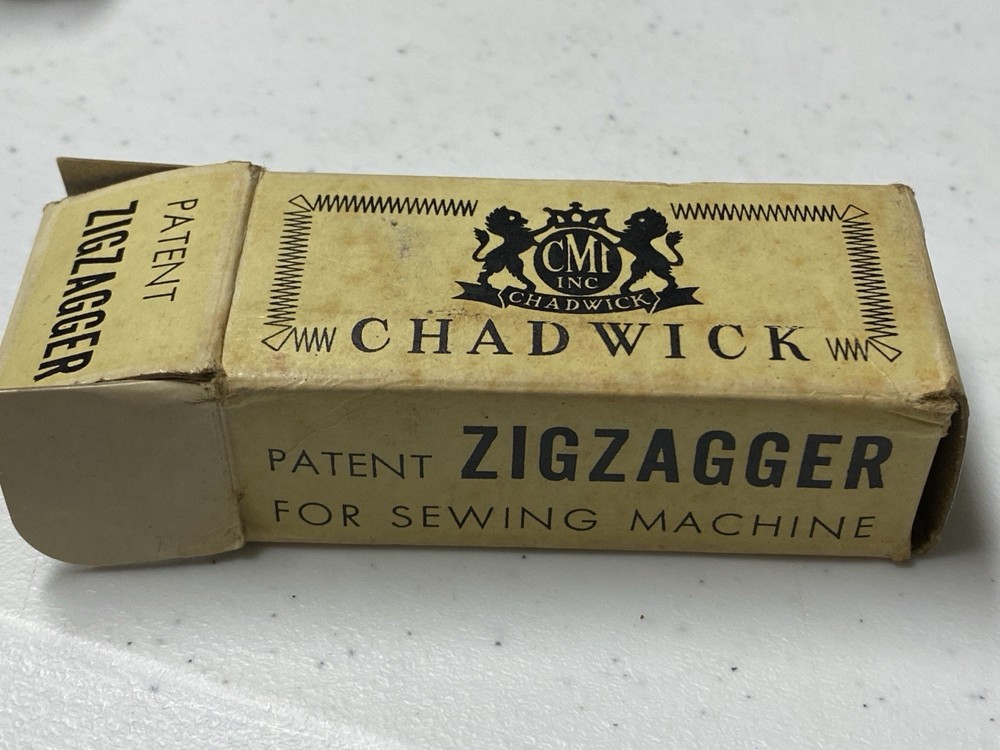 PATENT
ZIGZAGGER
CMI
INC
CHADWICK
CHADWICK
PATENT ZIGZAGGER
FOR SEWING MACHINE